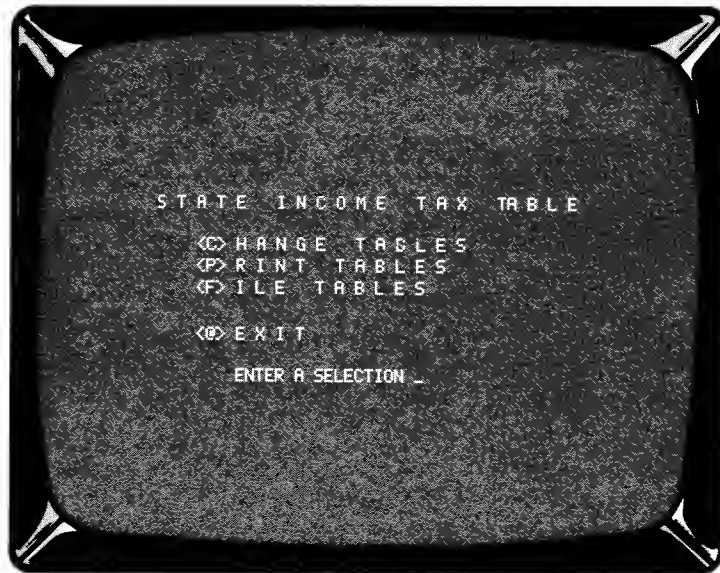 STATE INCOME TAX TABLE
<C>HANGE TABLES
<P>RINT TABLES
<F>ILE TABLES
<@>EXIT
ENTER A SELECTION _